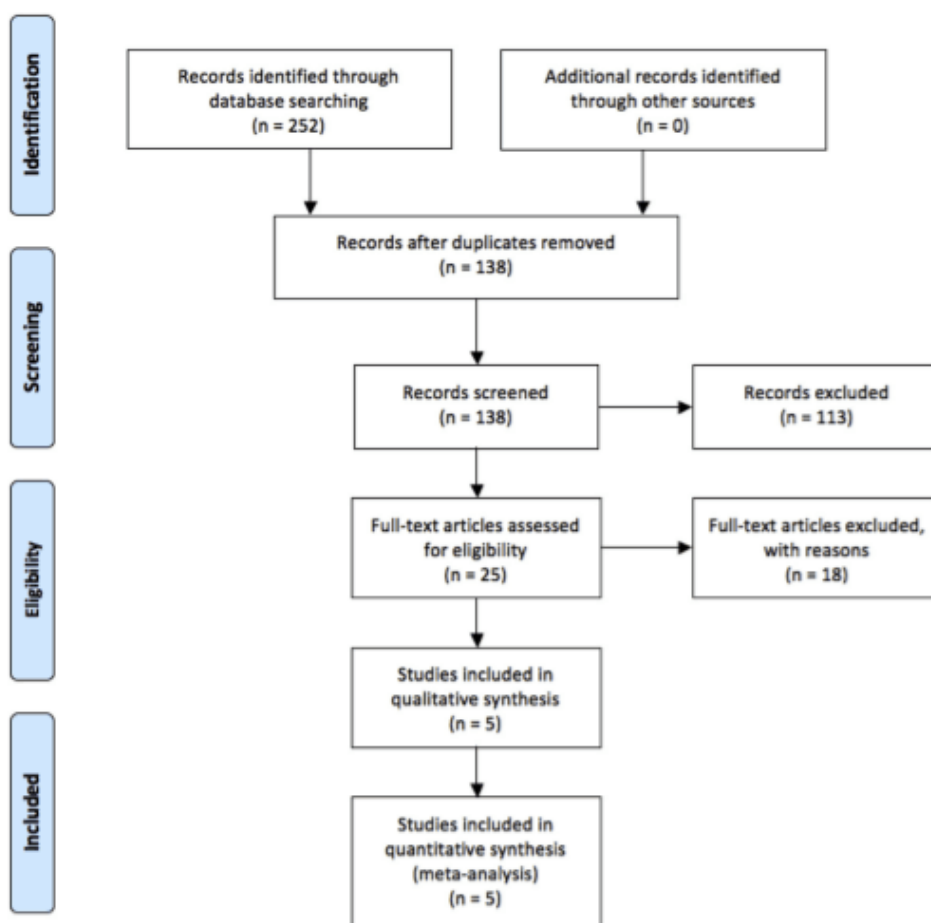 Identification
Records identified through
database searching
(n = 252)
Additional records identified
through other sources
(n = 0)
Records after duplicates removed
(n = 138)
Screening
Records screened
(n = 138)
Records excluded
(n = 113)
Eligibility
Full-text articles assessed
for eligibility
(n = 25)
Full-text articles excluded,
with reasons
(n = 18)
Studies included in
qualitative synthesis
(n = 5)
Included
Studies included in
quantitative synthesis
(meta-analysis)
(n = 5)